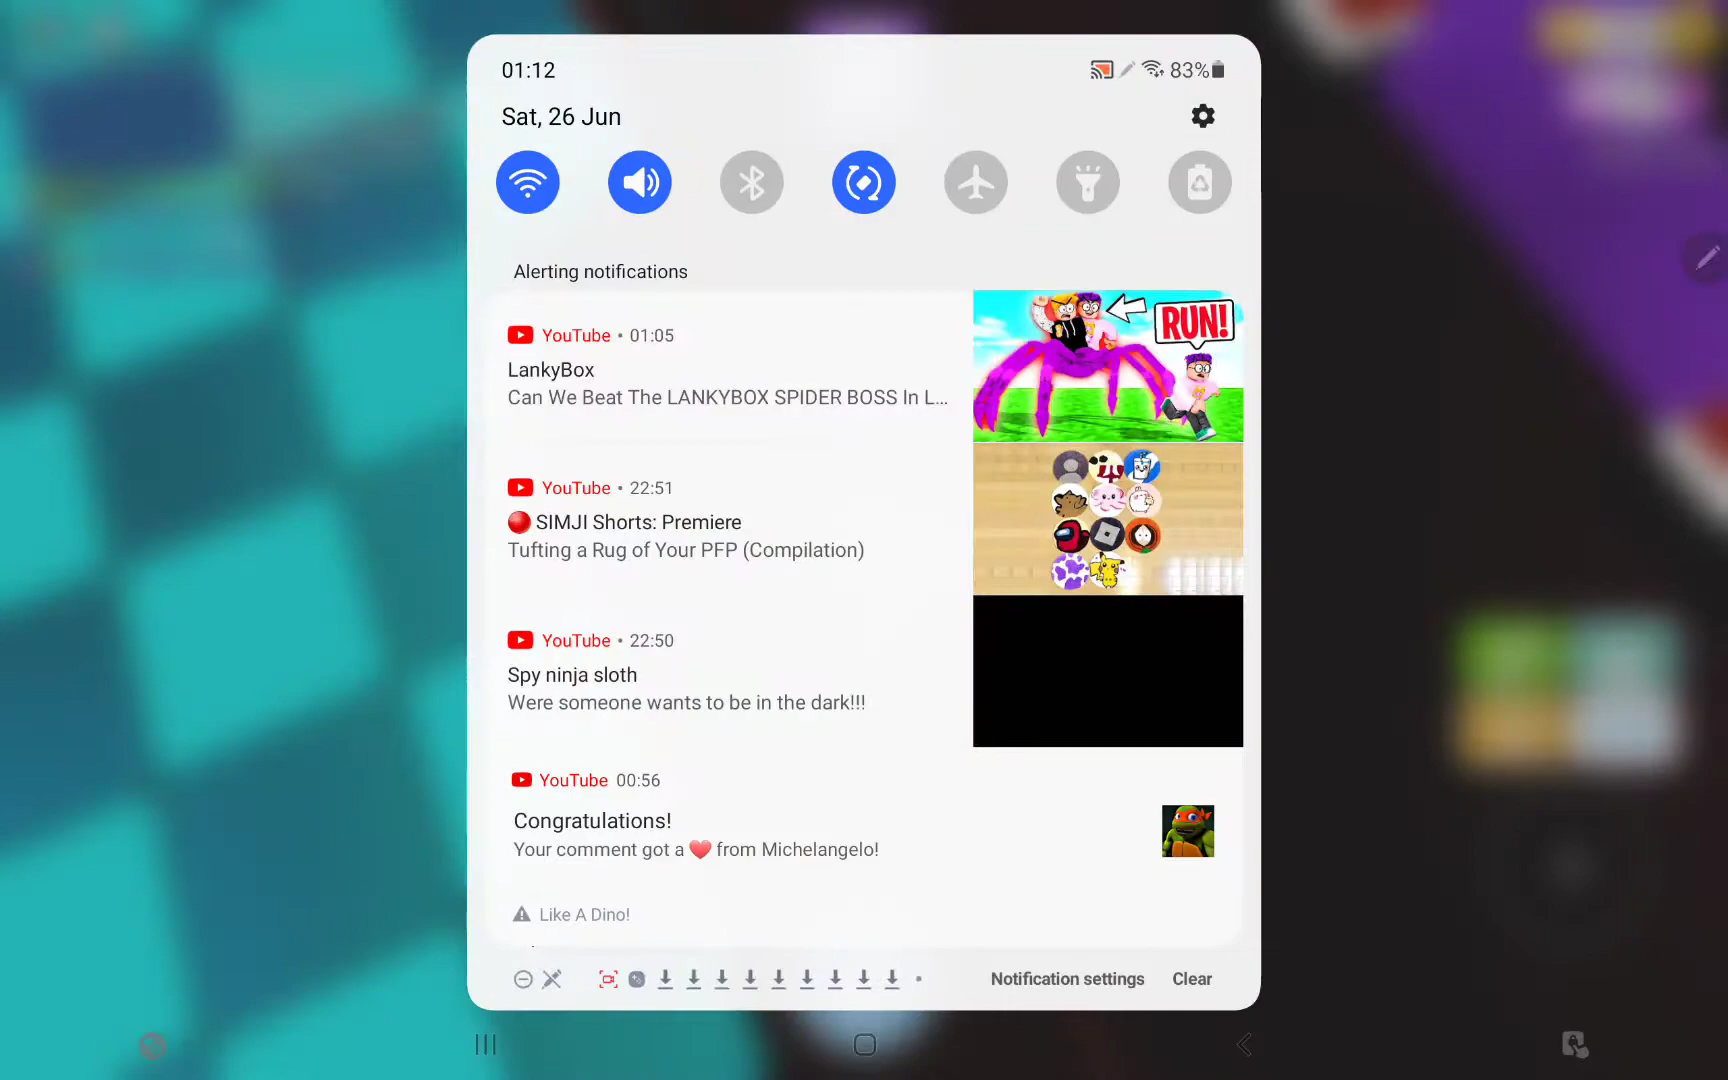 01:12
83%
Sat, 26 Jun
Alerting notifications
YouTube • 01:05
LankyBox
Can We Beat The LANKYBOX SPIDER BOSS In L...
RUN!
YouTube • 22:51
SIMJI Shorts: Premiere
Tufting a Rug of Your PFP (Compilation)
YouTube • 22:50
Spy ninja sloth
Were someone wants to be in the dark!!!
YouTube 00:56
Congratulations!
Your comment got a ❤️ from Michelangelo!
Like A Dino!
Notification settings
Clear